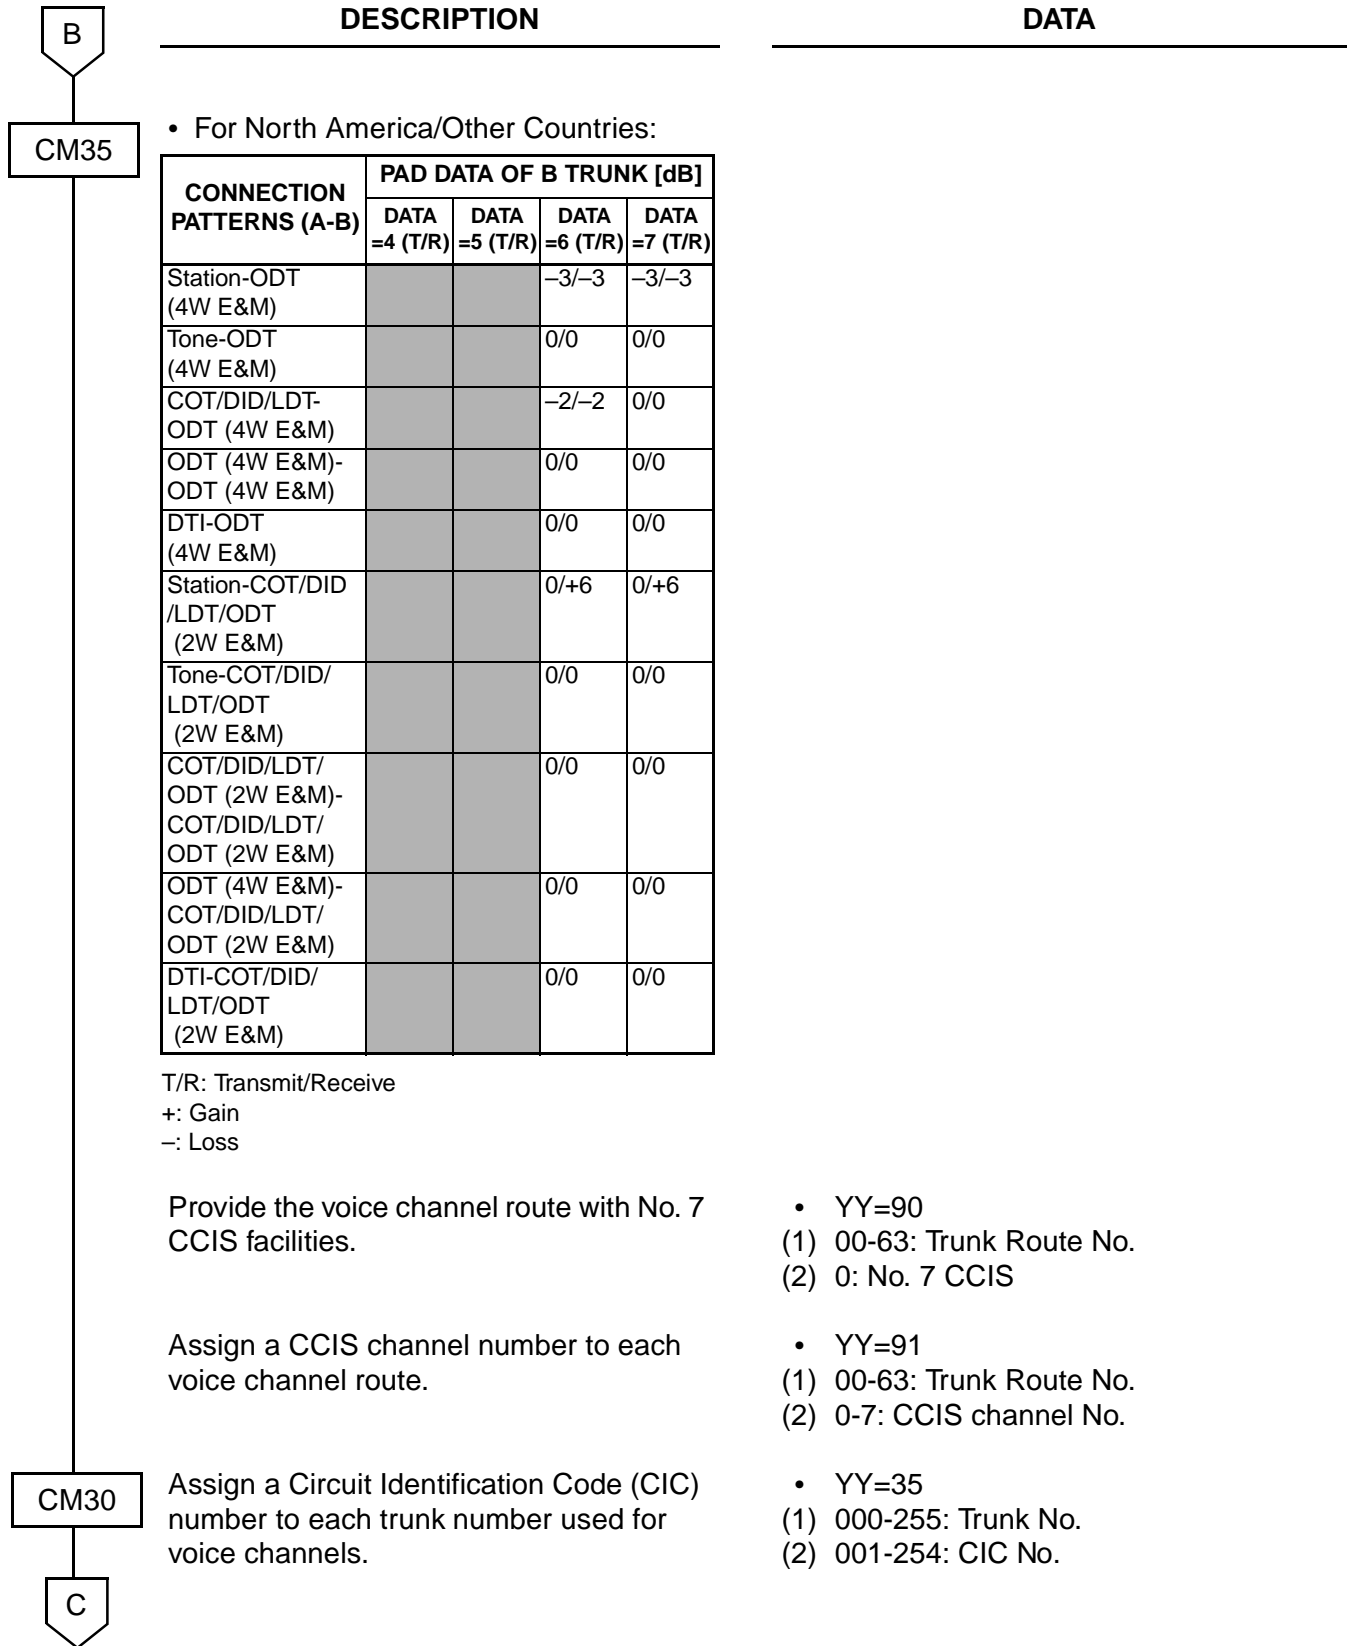 B
DESCRIPTION
DATA
CM35
• For North America/Other Countries:
CONNECTION
PATTERNS (A-B)
PAD DATA OF B TRUNK [dB]
DATA
=4 (T/R)
DATA
=5 (T/R)
DATA
=6 (T/R)
DATA
=7 (T/R)
Station-ODT
(4W E&M)
–3/–3
–3/–3
Tone-ODT
(4W E&M)
0/0
0/0
COT/DID/LDT-
ODT (4W E&M)
–2/–2
0/0
ODT (4W E&M)-
ODT (4W E&M)
0/0
0/0
DTI-ODT
(4W E&M)
0/0
0/0
Station-COT/DID
/LDT/ODT
(2W E&M)
0/+6
0/+6
Tone-COT/DID/
LDT/ODT
(2W E&M)
0/0
0/0
COT/DID/LDT/
ODT (2W E&M)-
COT/DID/LDT/
ODT (2W E&M)
0/0
0/0
ODT (4W E&M)-
COT/DID/LDT/
ODT (2W E&M)
0/0
0/0
DTI-COT/DID/
LDT/ODT
(2W E&M)
0/0
0/0
T/R: Transmit/Receive
+: Gain
–: Loss
Provide the voice channel route with No. 7
CCIS facilities.
• YY=90
(1) 00-63: Trunk Route No.
(2) 0: No. 7 CCIS
Assign a CCIS channel number to each
voice channel route.
• YY=91
(1) 00-63: Trunk Route No.
(2) 0-7: CCIS channel No.
CM30
Assign a Circuit Identification Code (CIC)
number to each trunk number used for
voice channels.
• YY=35
(1) 000-255: Trunk No.
(2) 001-254: CIC No.
C